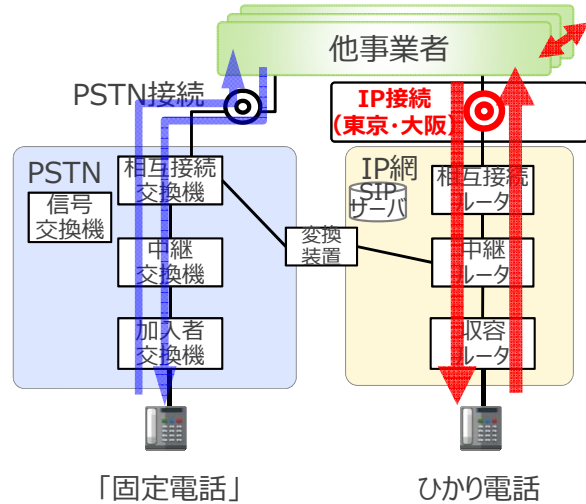 他事業者
PSTN接続
IP接続
(東京・大阪)
PSTN
相互接続
交換機
信号
交換機
中継
交換機
加入者
交換機
変換
装置
IP網
SIP
サーバ
相互接続
ルータ
中継
ルータ
収容
ルータ
「固定電話」
ひかり電話